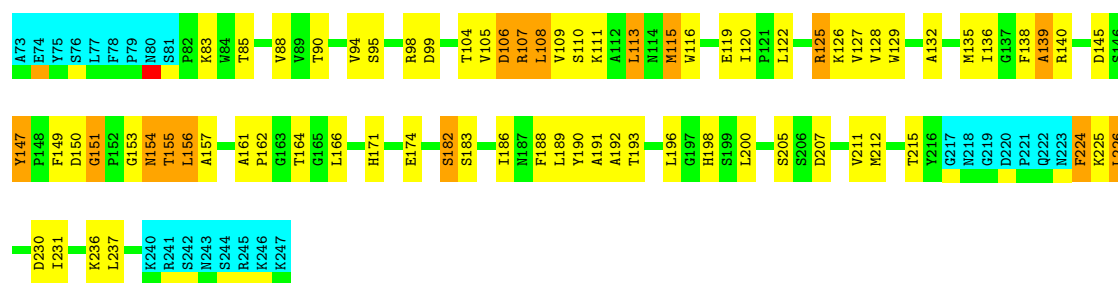 A73 E74 Y75 S76 L77 F78 P79 N80 S81 P82 K83 W84 T85 V88 V89 T90 V94 S95 R98 D99 T104 V105 D106 R107 L108 V109 S110 K111 A112 L113 N114 M115 W116 E119 I120 P121 L122 R125 K126 V127 V128 W129 A132 M135 I136 G137 F138 A139 R140 D145 S146
Y147 P148 F149 D150 G151 P152 G153 N154 T155 L156 A157 A161 P162 G163 T164 G165 L166 H171 E174 S182 S183 I186 N187 F188 L189 Y190 A191 A192 T193 L196 G197 H198 S199 L200 S205 S206 D207 V211 M212 T215 Y216 G217 N218 G219 D220 P221 Q222 N223 F224 K225 L226
D230 I231 K236 L237 K240 R241 S242 N243 S244 R245 K246 K247